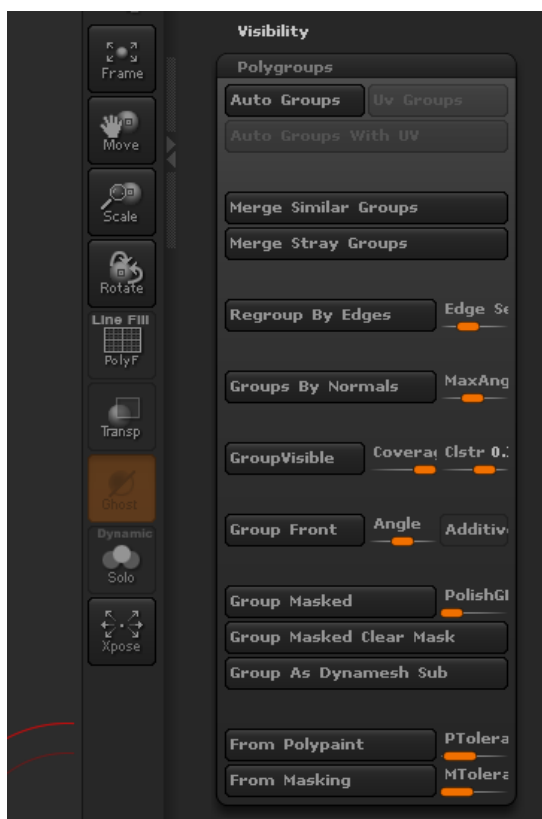 Visibility
Polygroups
Auto Groups Uv Groups
Auto Groups With UV
Merge Similar Groups
Merge Stray Groups
Regroup By Edges Edge Se
Groups By Normals MaxAng
GroupVisible Coverag Clstr 0.
Group Front Angle Additiv
Group Masked PolishG
Group Masked Clear Mask
Group As Dynamesh Sub
From Polypaint PTolera
From Masking MTolera
Frame
Move
Scale
Rotate
Line Fill
PolyF
Transp
Ghost
Dynamic
Solo
Xpose